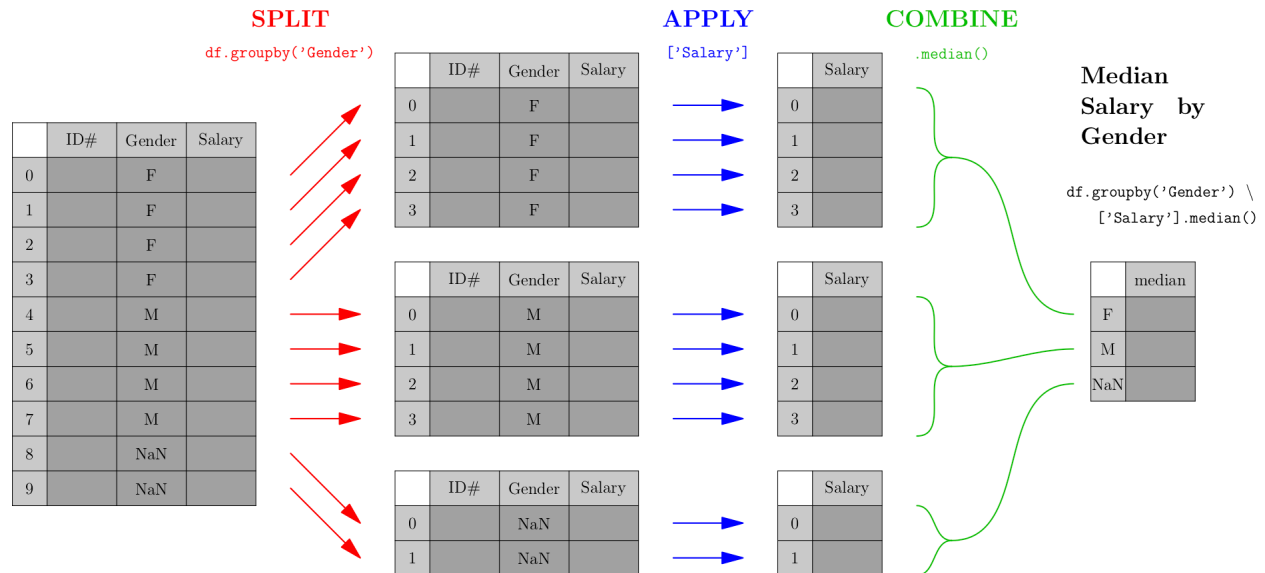 SPLIT
APPLY
COMBINE
df.groupby('Gender')
['Salary']
.median()
Median
Salary by
Gender
df.groupby('Gender') \
['Salary'].median()
ID# Gender Salary
0 F
1 F
2 F
3 F
4 M
5 M
6 M
7 M
8 NaN
9 NaN
ID# Gender Salary
0 F
1 F
2 F
3 F
ID# Gender Salary
0 M
1 M
2 M
3 M
ID# Gender Salary
0 NaN
1 NaN
Salary
0
1
2
3
Salary
0
1
2
3
Salary
0
1
median
F
M
NaN